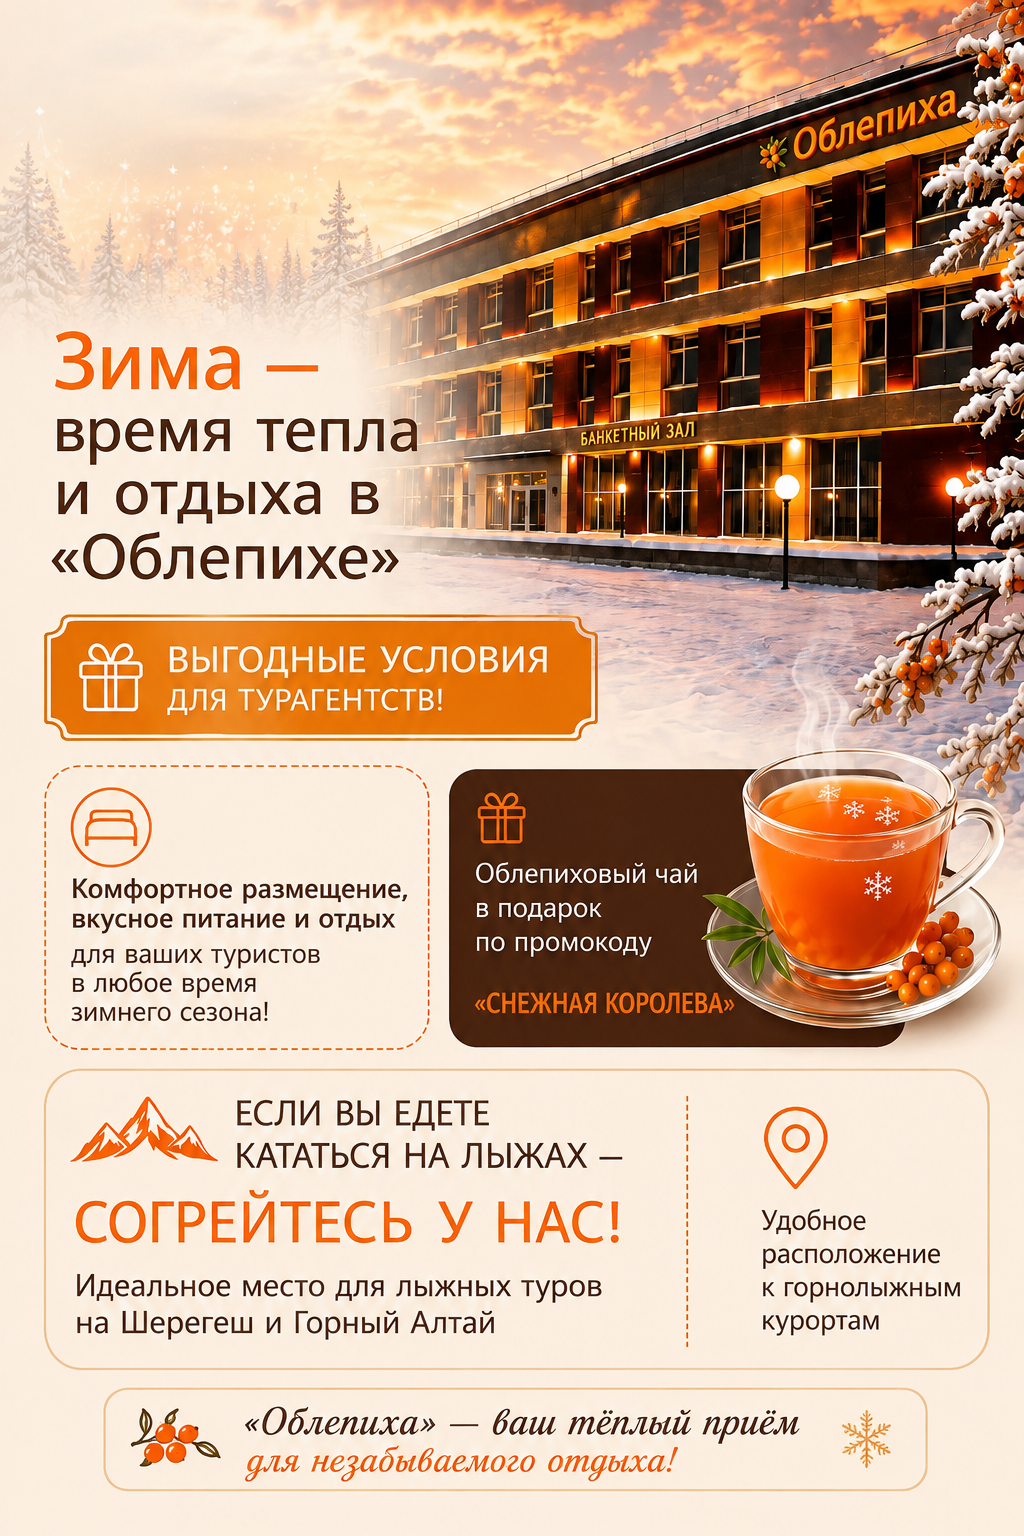 Облепиха
БАНКЕТНЫЙ ЗАЛ
Зима —
время тепла
и отдыха в
«Облепихе»
ВЫГОДНЫЕ УСЛОВИЯ
ДЛЯ ТУРАГЕНТСТВ!
Комфортное размещение,
вкусное питание и отдых
для ваших туристов
в любое время
зимнего сезона!
Облепиховый чай
в подарок
по промокоду
«СНЕЖНАЯ КОРОЛЕВА»
ЕСЛИ ВЫ ЕДЕТЕ
КАТАТЬСЯ НА ЛЫЖАХ —
СОГРЕЙТЕСЬ У НАС!
Идеальное место для лыжных туров
на Шерегеш и Горный Алтай
Удобное
расположение
к горнолыжным
курортам
«Облепиха» — ваш тёплый приём
для незабываемого отдыха!